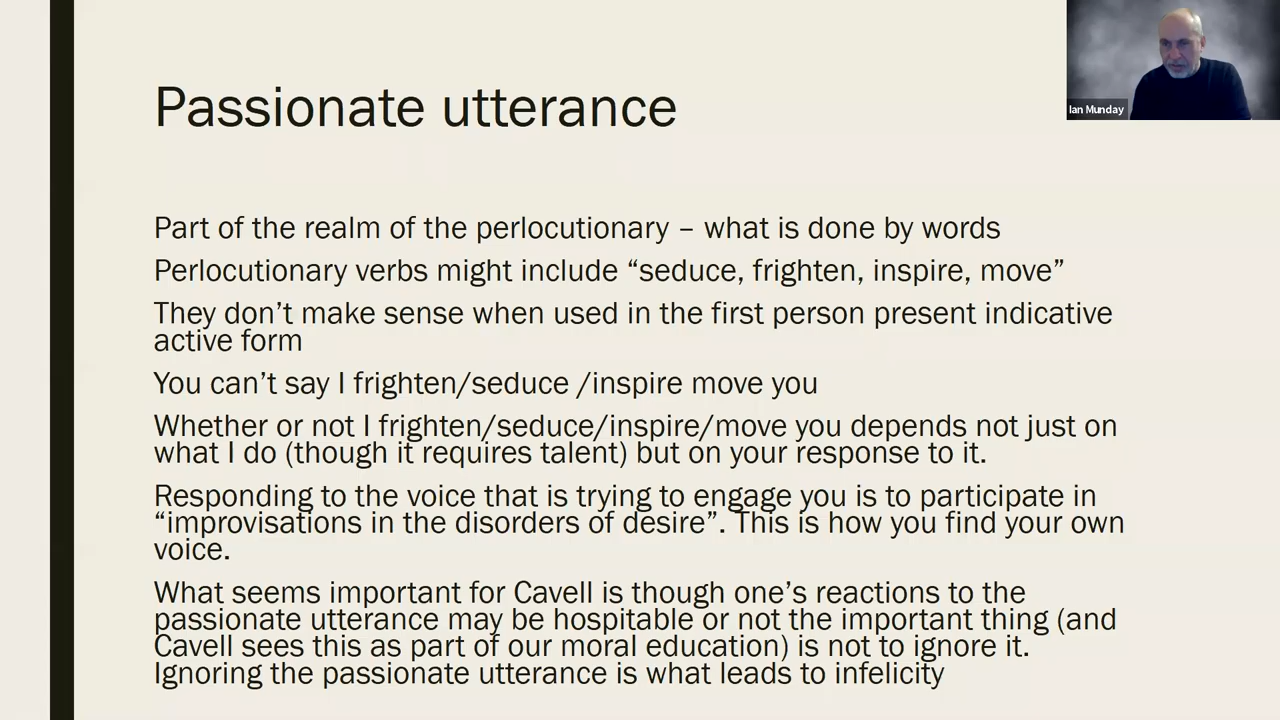 Passionate utterance
Ian Munday
Part of the realm of the perlocutionary – what is done by words
Perlocutionary verbs might include “seduce, frighten, inspire, move”
They don’t make sense when used in the first person present indicative
active form
You can’t say I frighten/seduce /inspire move you
Whether or not I frighten/seduce/inspire/move you depends not just on
what I do (though it requires talent) but on your response to it.
Responding to the voice that is trying to engage you is to participate in
“improvisations in the disorders of desire”. This is how you find your own
voice.
What seems important for Cavell is though one’s reactions to the
passionate utterance may be hospitable or not the important thing (and
Cavell sees this as part of our moral education) is not to ignore it.
Ignoring the passionate utterance is what leads to infelicity